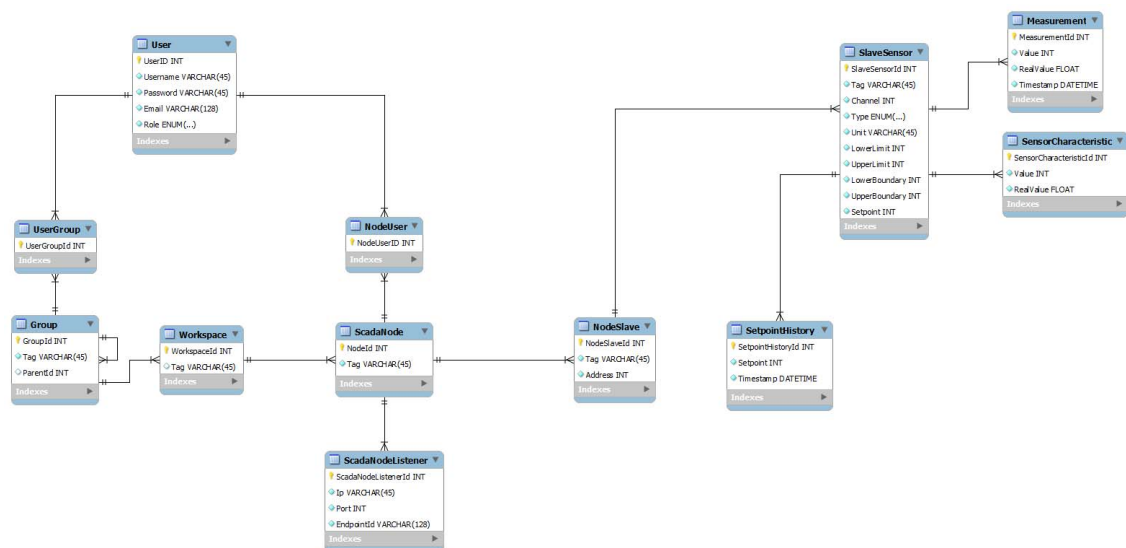 User
UserID INT
Username VARCHAR(45)
Password VARCHAR(45)
Email VARCHAR(128)
Role ENUM(...)
Indexes
UserGroup
UserGroupId INT
Indexes
NodeUser
NodeUserID INT
Indexes
Group
GroupId INT
Tag VARCHAR(45)
ParentId INT
Indexes
Workspace
WorkspaceId INT
Tag VARCHAR(45)
Indexes
ScadaNode
NodeId INT
Tag VARCHAR(45)
Indexes
ScadaNodeListener
ScadaNodeListenerId INT
Ip VARCHAR(45)
Port INT
EndpointId VARCHAR(128)
Indexes
NodeSlave
NodeSlaveId INT
Tag VARCHAR(45)
Address INT
Indexes
SlaveSensor
SlaveSensorId INT
Tag VARCHAR(45)
Channel INT
Type ENUM(...)
Unit VARCHAR(45)
LowerLimit INT
UpperLimit INT
LowerBoundary INT
UpperBoundary INT
Setpoint INT
Indexes
SetpointHistory
SetpointHistoryId INT
Setpoint INT
Timestamp DATETIME
Indexes
Measurement
MeasurementId INT
Value INT
RealValue FLOAT
Timestamp DATETIME
Indexes
SensorCharacteristic
SensorCharacteristicId INT
Value INT
RealValue FLOAT
Indexes